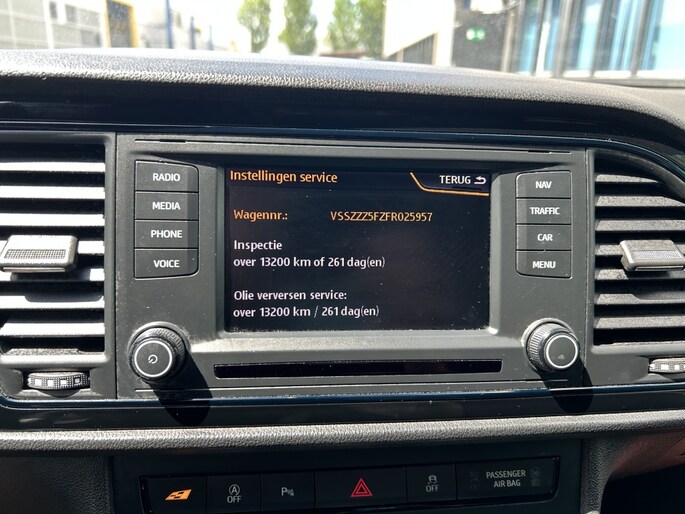 Instellingen service
TERUG
Wagennr.: VSSZZZ5FZFR025957
Inspectie
over 13200 km of 261 dag(en)
Olie verversen service:
over 13200 km / 261 dag(en)
RADIO
MEDIA
PHONE
VOICE
NAV
TRAFFIC
CAR
MENU
A
OFF
P
OFF
PASSENGER
AIR BAG